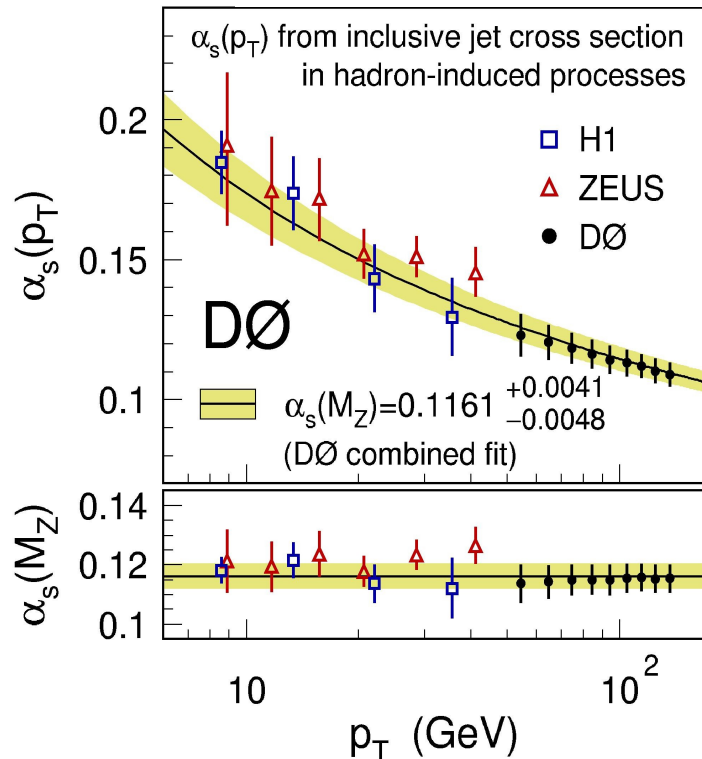 αs(pT) from inclusive jet cross section
in hadron-induced processes
H1
ZEUS
DØ
DØ
αs(MZ)=0.1161 +0.0041 −0.0048
(DØ combined fit)
αs(pT)
0.2
0.15
0.1
αs(MZ)
0.14
0.12
0.1
10
10²
pT (GeV)